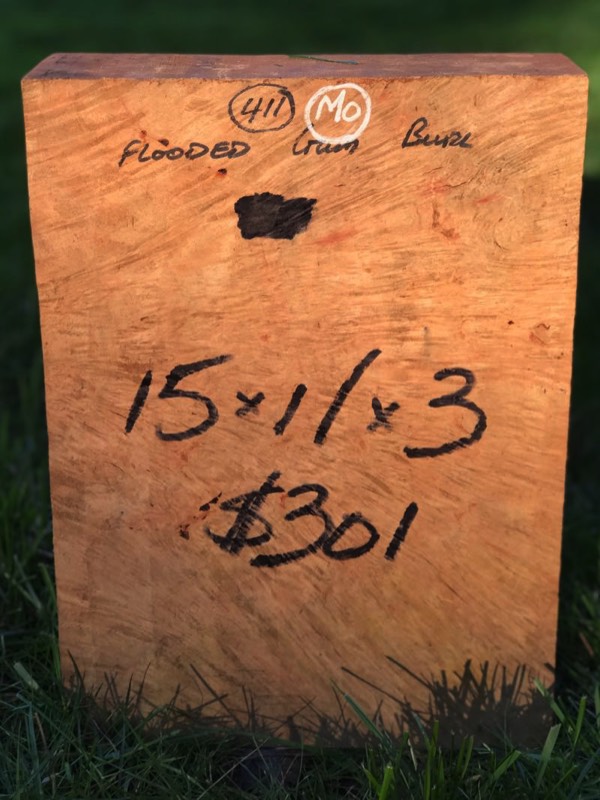 411 MO
FLOODED Gum BURL
15 x 11 x 3
$301